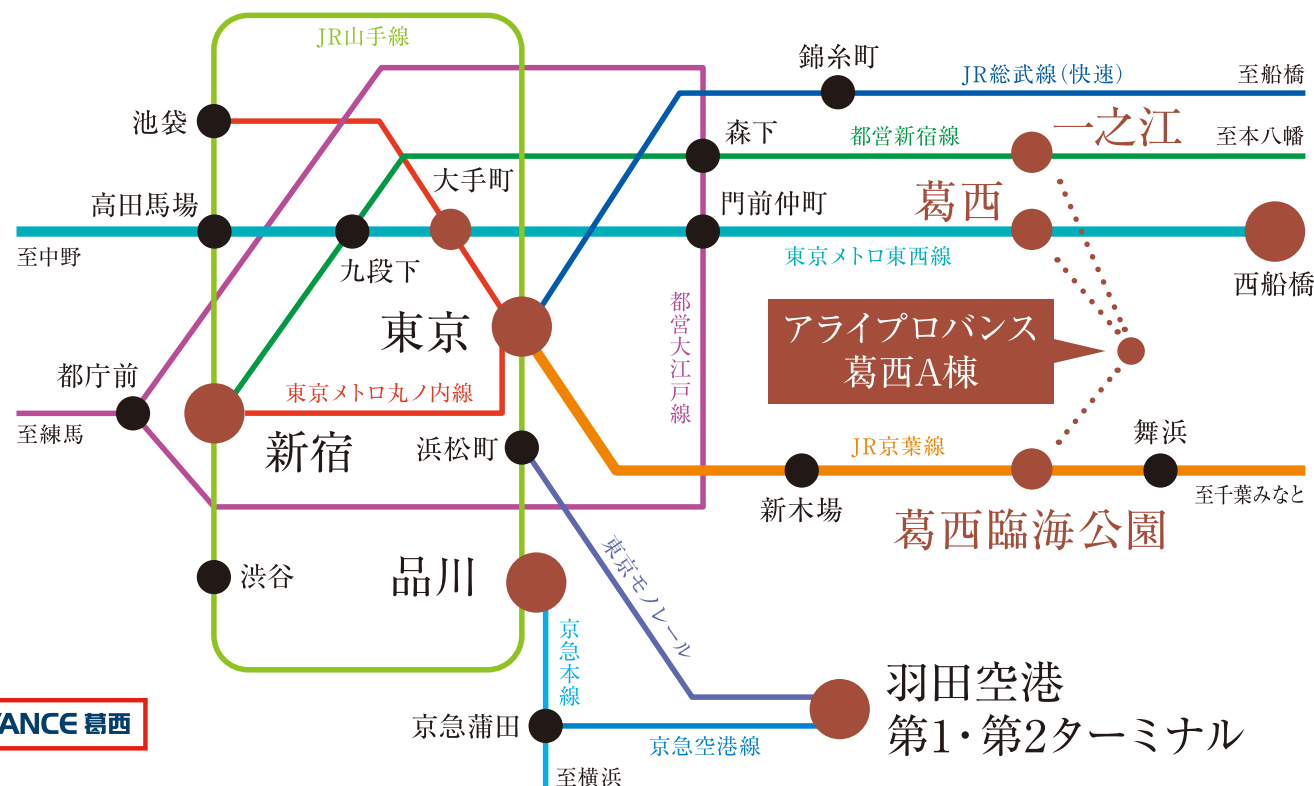 JR山手線
錦糸町
JR総武線(快速)
至船橋
池袋
森下
都営新宿線
一之江
至本八幡
大手町
高田馬場
門前仲町
葛西
至中野
九段下
東京メトロ東西線
西船橋
東京
都営大江戸線
アライプロバンス
葛西A棟
都庁前
東京メトロ丸ノ内線
至練馬
新宿
浜松町
JR京葉線
舞浜
新木場
至千葉みなと
葛西臨海公園
渋谷
品川
東京モノレール
京急本線
羽田空港
第1・第2ターミナル
VANCE 葛西
京急蒲田
京急空港線
至横浜